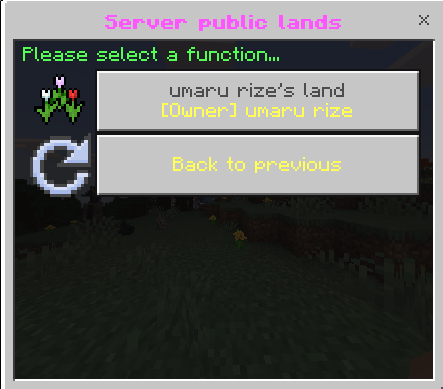 Server public lands
Please select a function...
umaru rize's land
[Owner] umaru rize
Back to previous